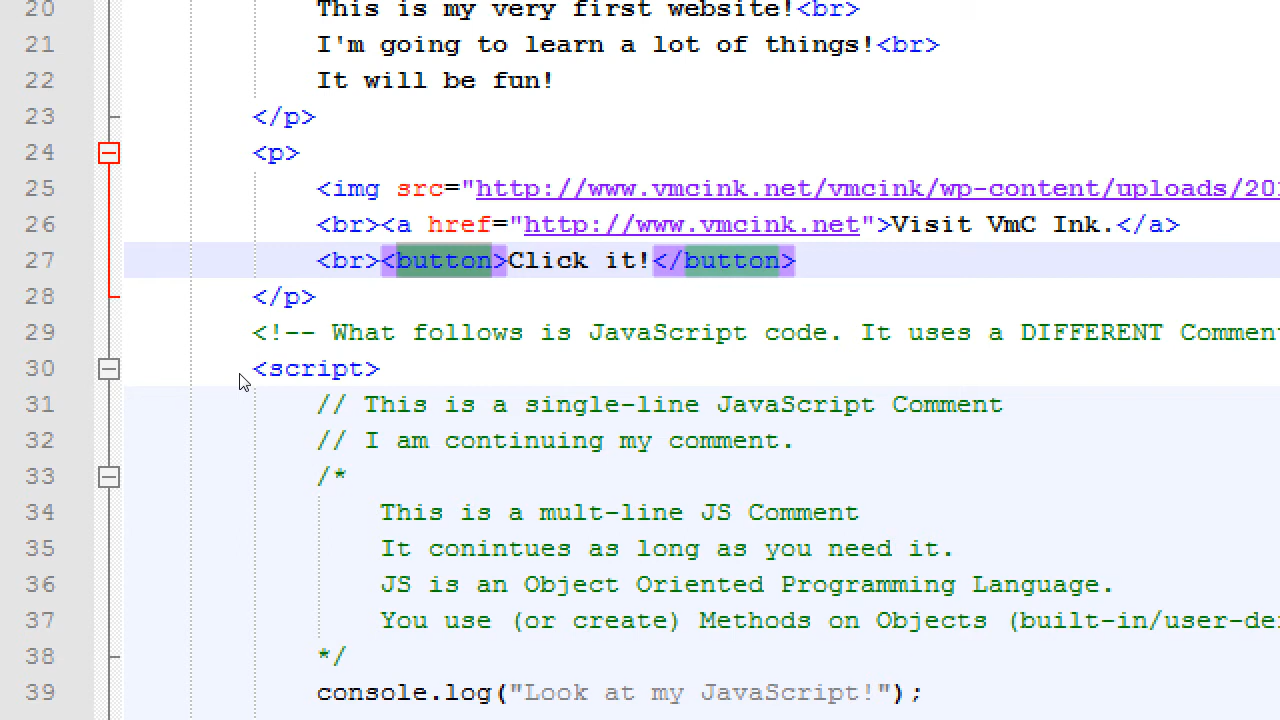 20 This is my very first website!<br>
21 I'm going to learn a lot of things!<br>
22 It will be fun!
23 </p>
24 <p>
25 <img src="http://www.vmcink.net/vmcink/wp-content/uploads/20
26 <br><a href="http://www.vmcink.net">Visit VmC Ink.</a>
27 <br><button>Click it!</button>
28 </p>
29 <!-- What follows is JavaScript code. It uses a DIFFERENT Comment
30 <script>
31 // This is a single-line JavaScript Comment
32 // I am continuing my comment.
33 /*
34 This is a mult-line JS Comment
35 It conintues as long as you need it.
36 JS is an Object Oriented Programming Language.
37 You use (or create) Methods on Objects (built-in/user-de
38 */
39 console.log("Look at my JavaScript!");